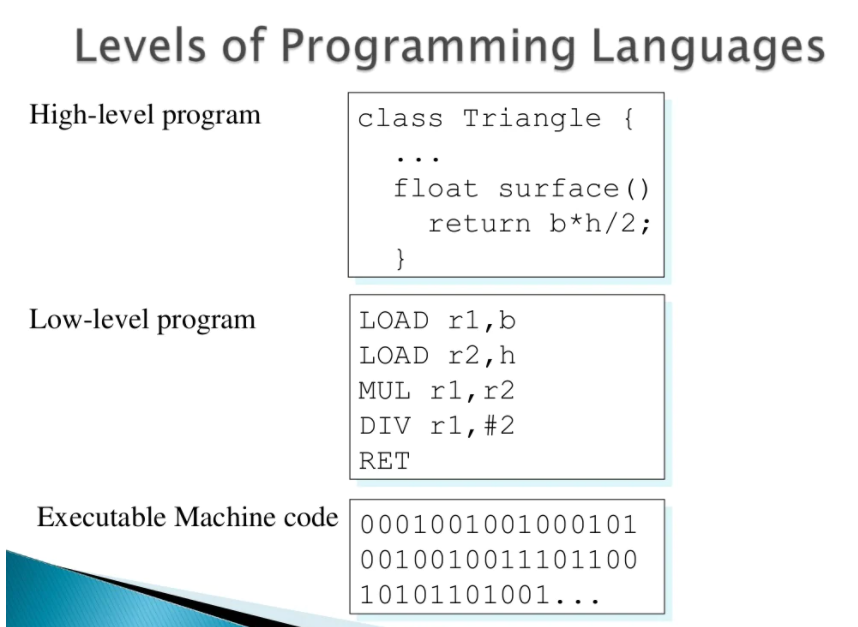 Levels of Programming Languages
High-level program
class Triangle {
...
float surface()
return b*h/2;
}
Low-level program
LOAD r1,b
LOAD r2,h
MUL r1,r2
DIV r1,#2
RET
Executable Machine code
0001001001000101
0010010011101100
10101101001...